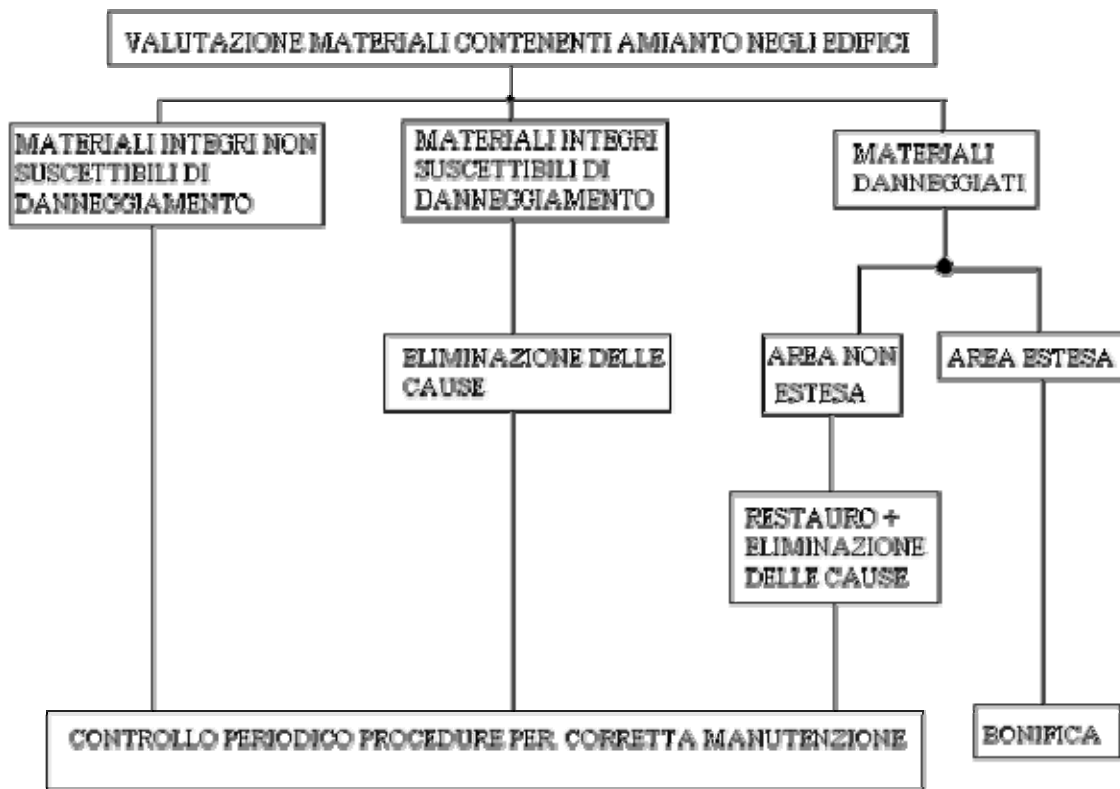 VALUTAZIONE MATERIALI CONTENENTI AMIANTO NEGLI EDIFICI
MATERIALI INTEGRI NON
SUSCETTIBILI DI
DANNEGGIAMENTO
MATERIALI INTEGRI
SUSCETTIBILI DI
DANNEGGIAMENTO
MATERIALI
DANNEGGIATI
ELIMINAZIONE DELLE
CAUSE
AREA NON
ESTESA
AREA ESTESA
RESTAURO +
ELIMINAZIONE
DELLE CAUSE
CONTROLLO PERIODICO PROCEDURE PER CORRETTA MANUTENZIONE
BONIFICA